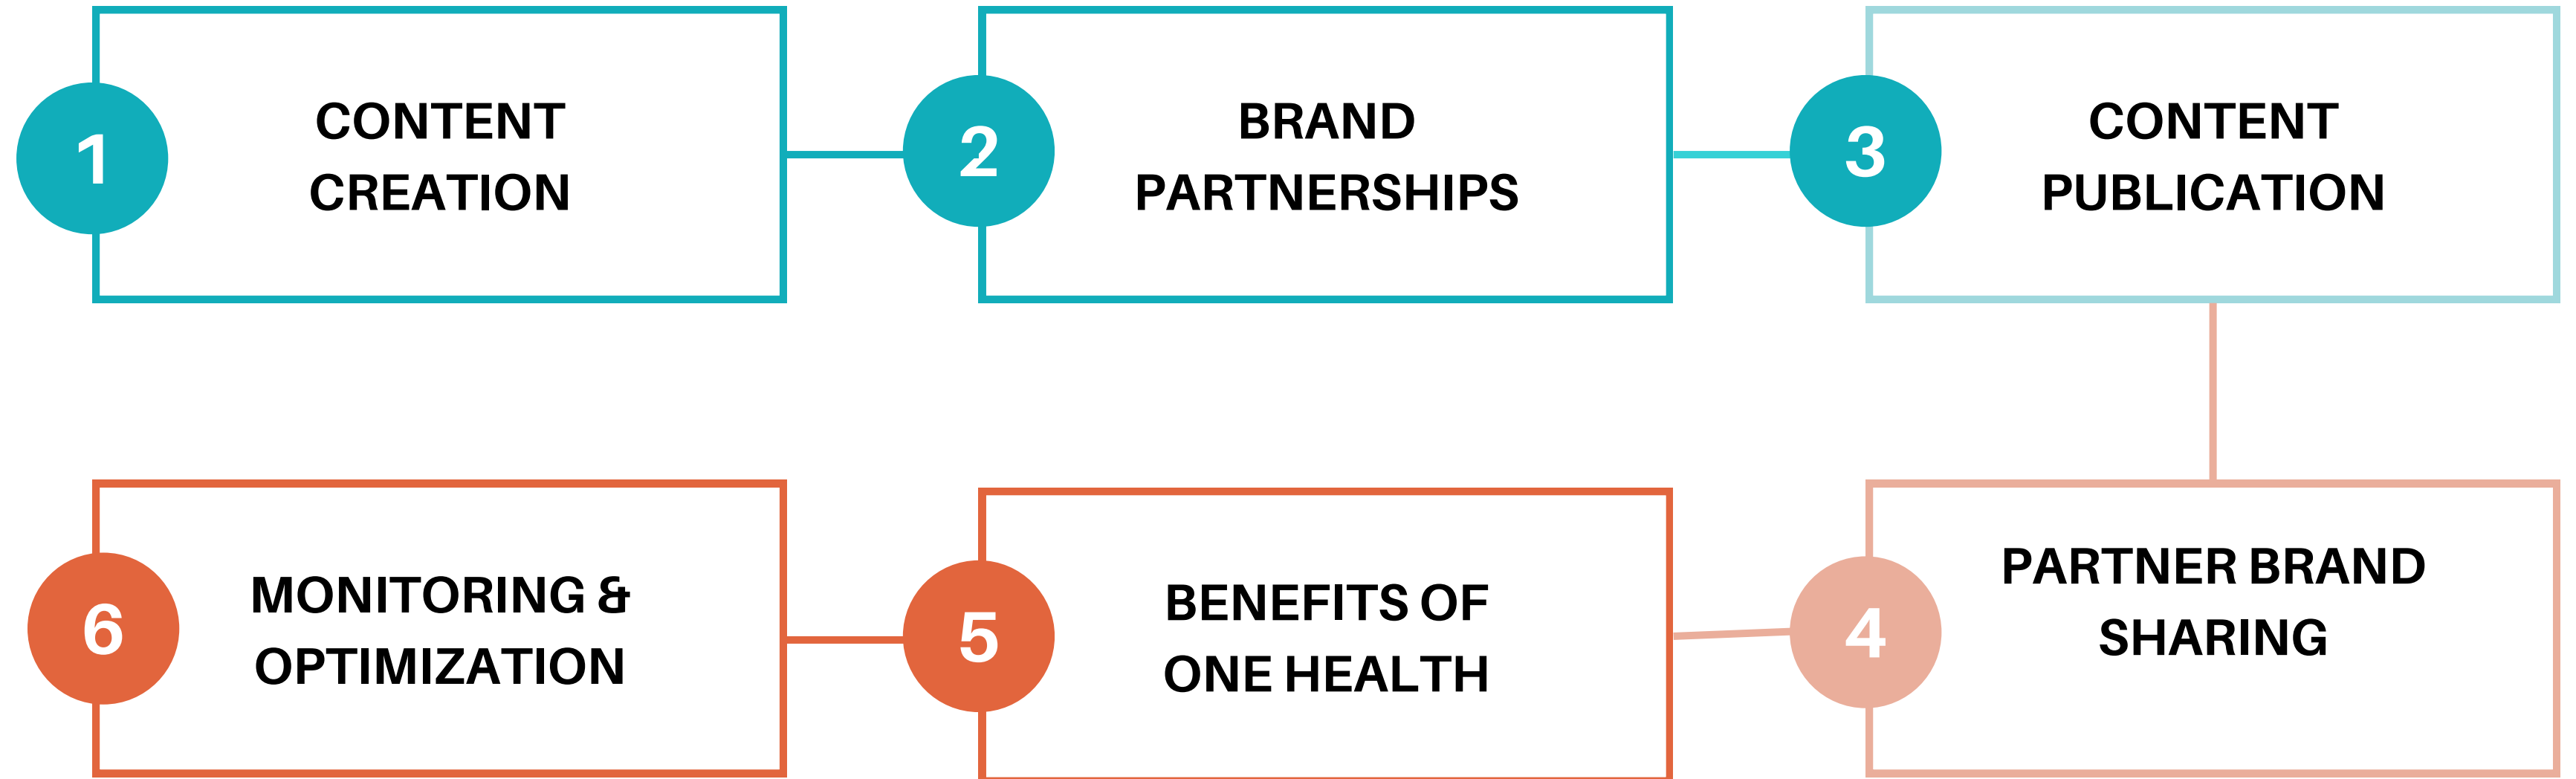 1
CONTENT
CREATION
2
BRAND
PARTNERSHIPS
3
CONTENT
PUBLICATION
4
PARTNER BRAND
SHARING
5
BENEFITS OF
ONE HEALTH
6
MONITORING &
OPTIMIZATION